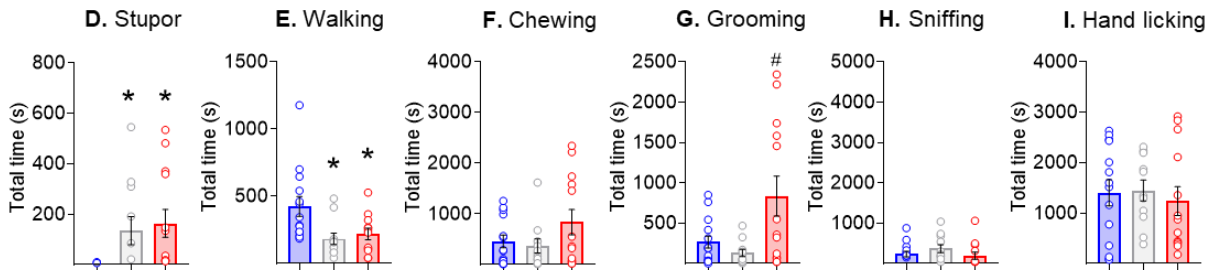 D. Stupor
Total time (s)
800
600
400
200
*
*
E. Walking
Total time (s)
1500
1000
500
*
*
F. Chewing
Total time (s)
4000
3000
2000
1000
G. Grooming
Total time (s)
2500
2000
1500
1000
500
#
H. Sniffing
Total time (s)
5000
4000
3000
2000
1000
I. Hand licking
Total time (s)
4000
3000
2000
1000